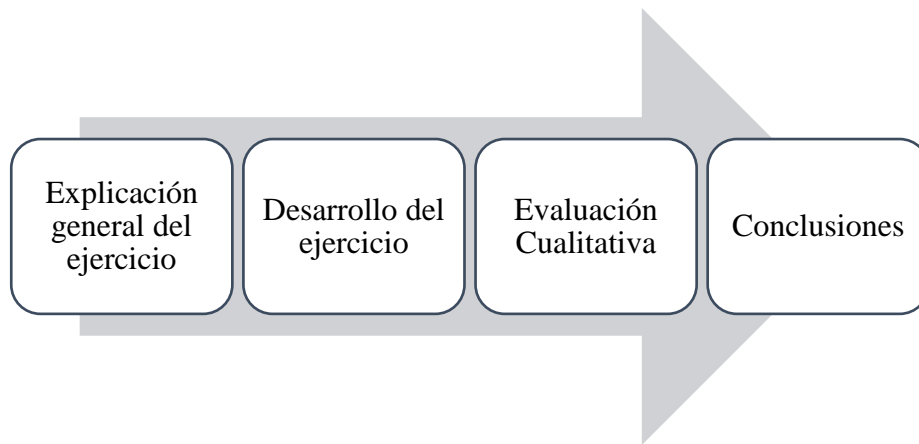 Explicación
general del
ejercicio
Desarrollo del
ejercicio
Evaluación
Cualitativa
Conclusiones